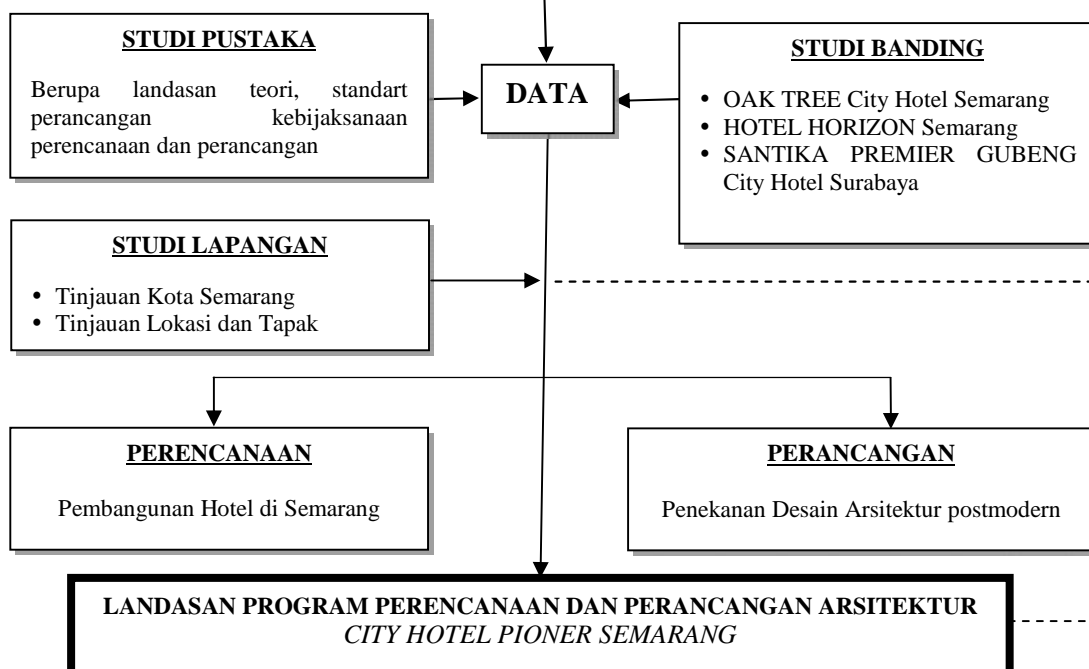 STUDI PUSTAKA
Berupa landasan teori, standart
perancangan kebijaksanaan
perencanaan dan perancangan
DATA
STUDI BANDING
• OAK TREE City Hotel Semarang
• HOTEL HORIZON Semarang
• SANTIKA PREMIER GUBENG
City Hotel Surabaya
STUDI LAPANGAN
• Tinjauan Kota Semarang
• Tinjauan Lokasi dan Tapak
PERENCANAAN
Pembangunan Hotel di Semarang
PERANCANGAN
Penekanan Desain Arsitektur postmodern
LANDASAN PROGRAM PERENCANAAN DAN PERANCANGAN ARSITEKTUR
CITY HOTEL PIONER SEMARANG